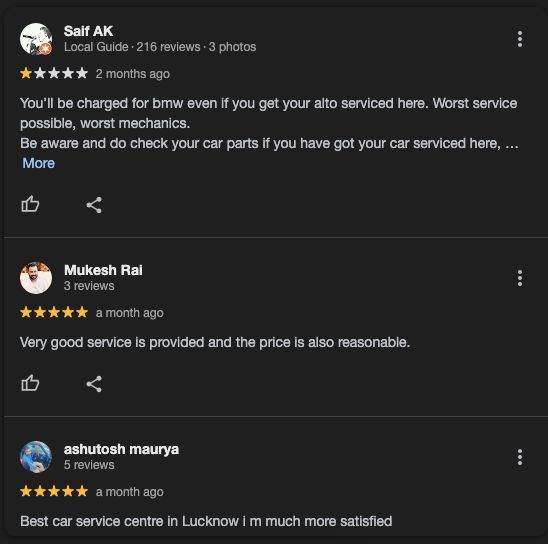 Saif AK
Local Guide · 216 reviews · 3 photos
2 months ago
You'll be charged for bmw even if you get your alto serviced here. Worst service
possible, worst mechanics.
Be aware and do check your car parts if you have got your car serviced here, ...
More
Mukesh Rai
3 reviews
a month ago
Very good service is provided and the price is also reasonable.
ashutosh maurya
5 reviews
a month ago
Best car service centre in Lucknow i m much more satisfied